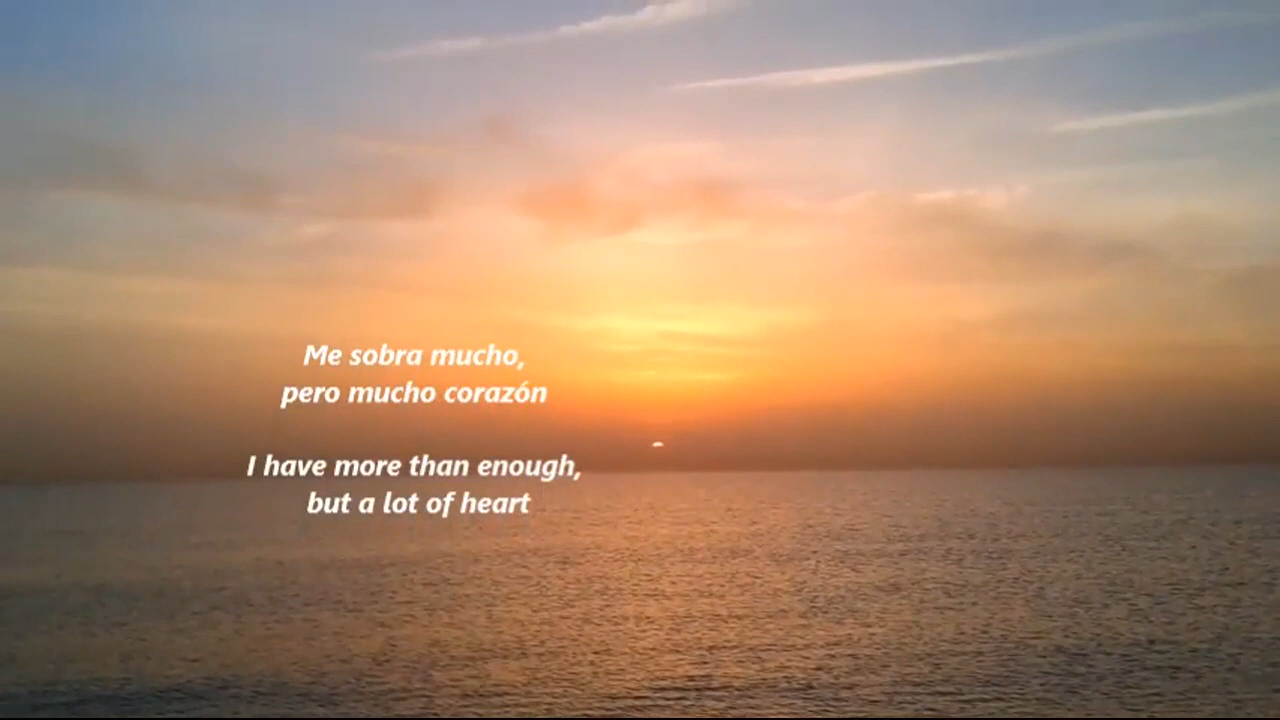 Me sobra mucho,
pero mucho corazón
I have more than enough,
but a lot of heart